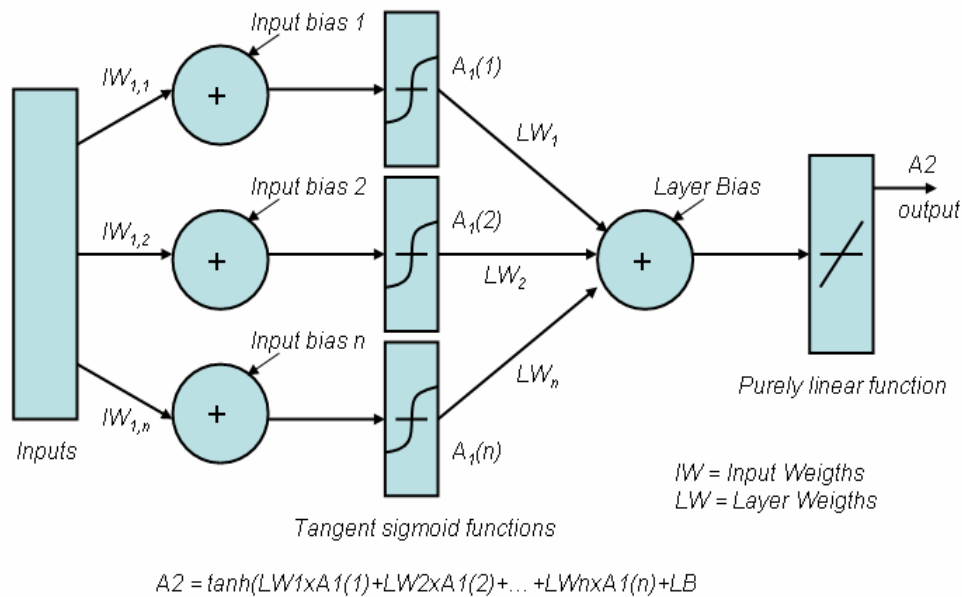 Input bias 1
IW1,1
+
A1(1)
LW1
Input bias 2
IW1,2
+
A1(2)
LW2
Layer Bias
+
A2
output
Input bias n
IW1,n
+
A1(n)
LWn
Inputs
Purely linear function
IW = Input Weigths
LW = Layer Weigths
Tangent sigmoid functions
A2 = tanh(LW1xA1(1)+LW2xA1(2)+... +LWnxA1(n)+LB